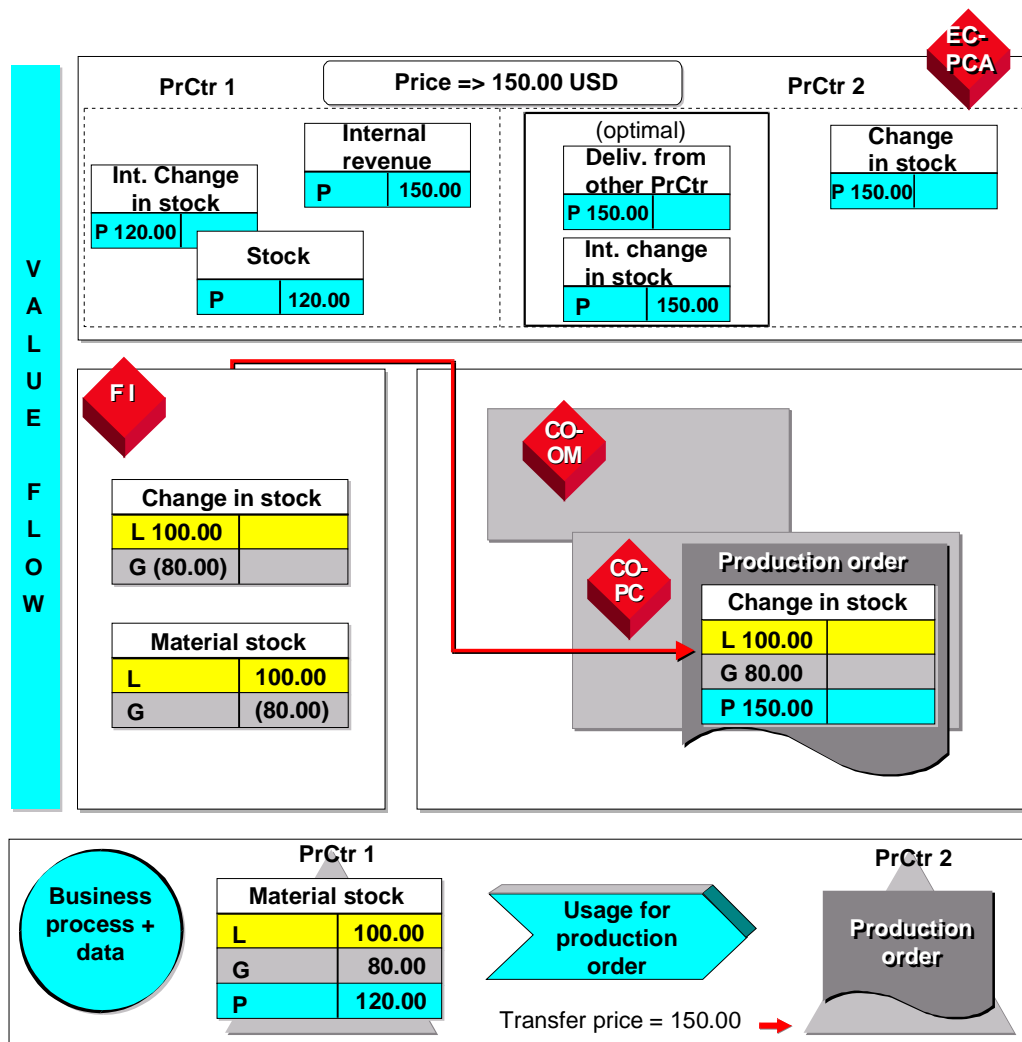 EC-
PCA
PrCtr 1
Price => 150.00 USD
PrCtr 2
Internal
revenue
P 150.00
Int. Change
in stock
P 120.00
Stock
P 120.00
(optimal)
Deliv. from
other PrCtr
P 150.00
Int. change
in stock
P 150.00
Change
in stock
P 150.00
V
A
L
U
E
F
L
O
W
F I
Change in stock
L 100.00
G (80.00)
Material stock
L 100.00
G (80.00)
CO-
OM
CO-
PC
Production order
Change in stock
L 100.00
G 80.00
P 150.00
Business
process +
data
PrCtr 1
Material stock
L 100.00
G 80.00
P 120.00
Usage for
production
order
Transfer price = 150.00
PrCtr 2
Production
order